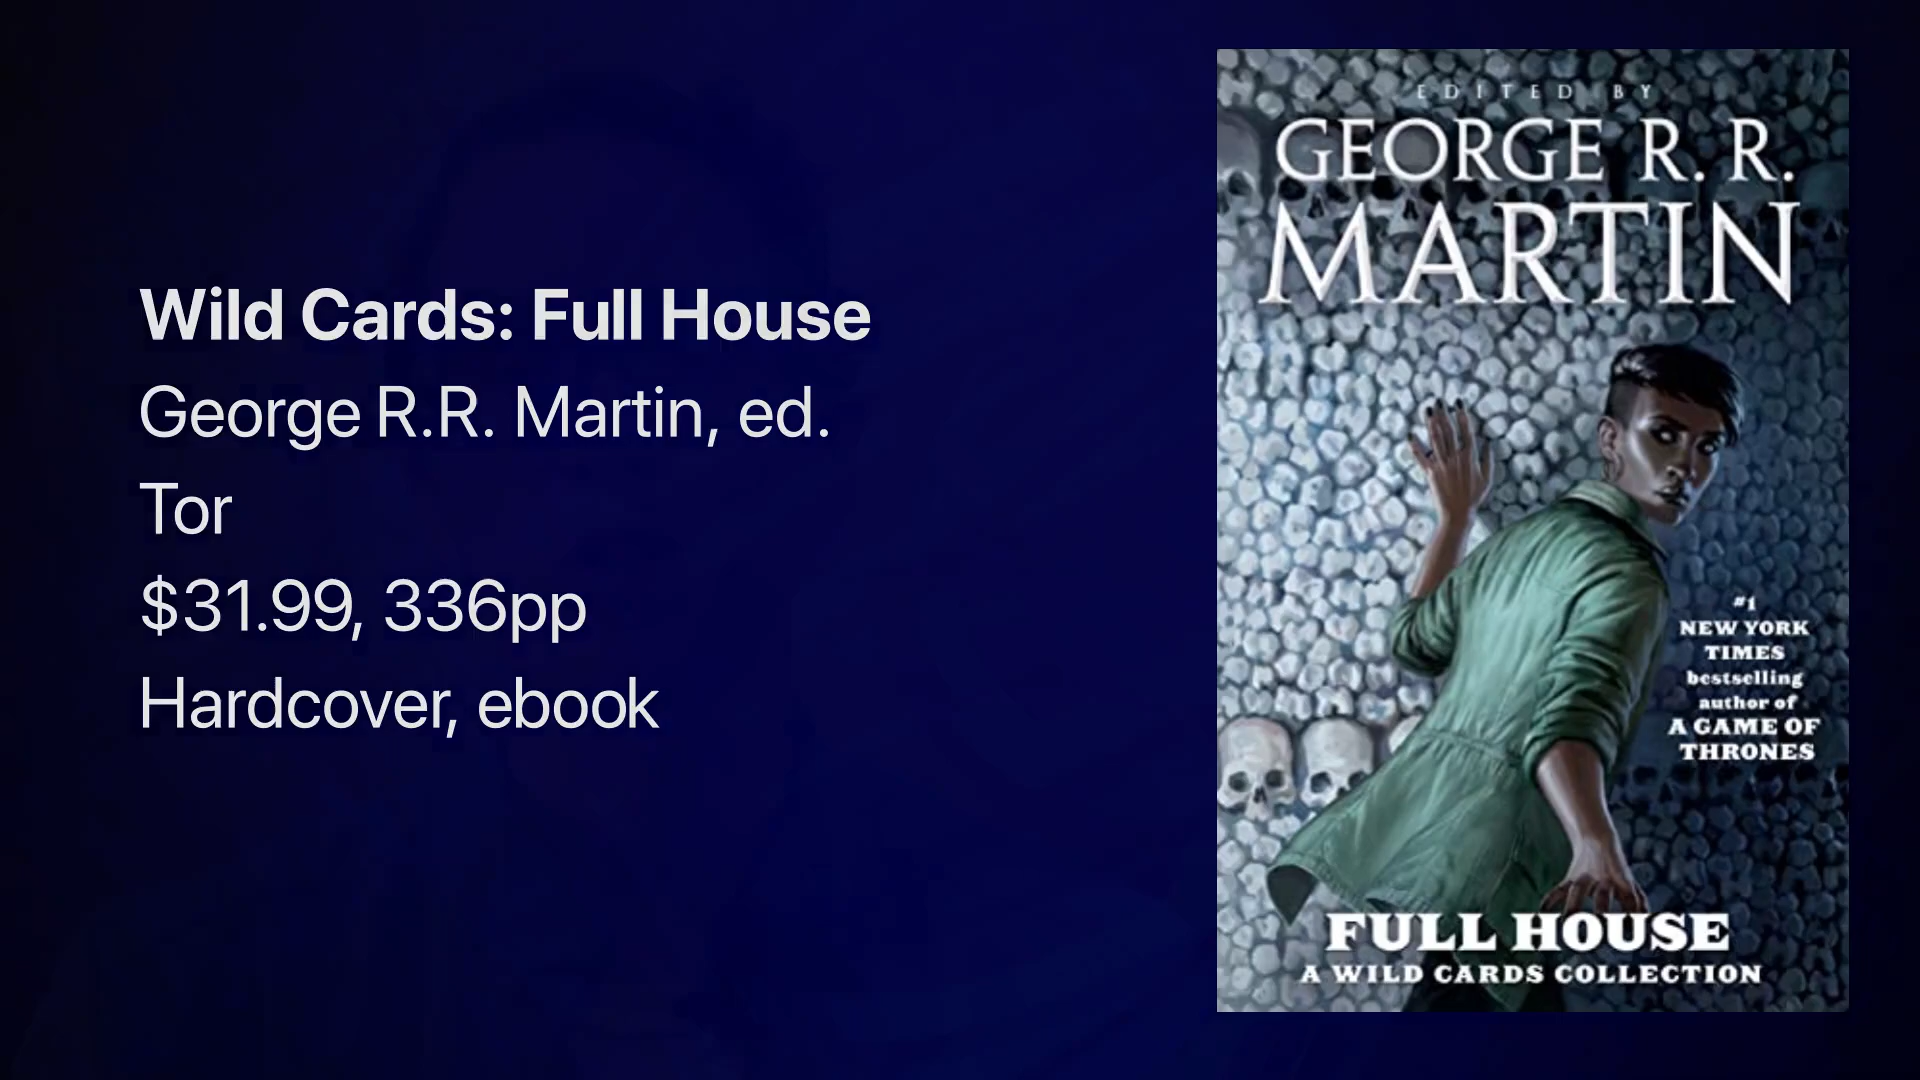 Wild Cards: Full House
George R.R. Martin, ed.
Tor
$31.99, 336pp
Hardcover, ebook
EDITED BY
GEORGE R. R.
MARTIN
#1
NEW YORK
TIMES
bestselling
author of
A GAME OF
THRONES
FULL HOUSE
A WILD CARDS COLLECTION